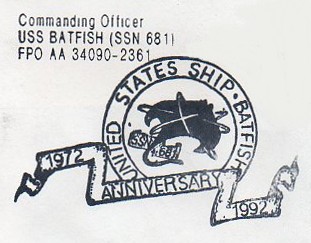 Commanding Officer
USS BATFISH (SSN 681)
FPO AA 34090-2361
UNITED STATES SHIP · BATFISH
SSN
681
1972
ANNIVERSARY
1992